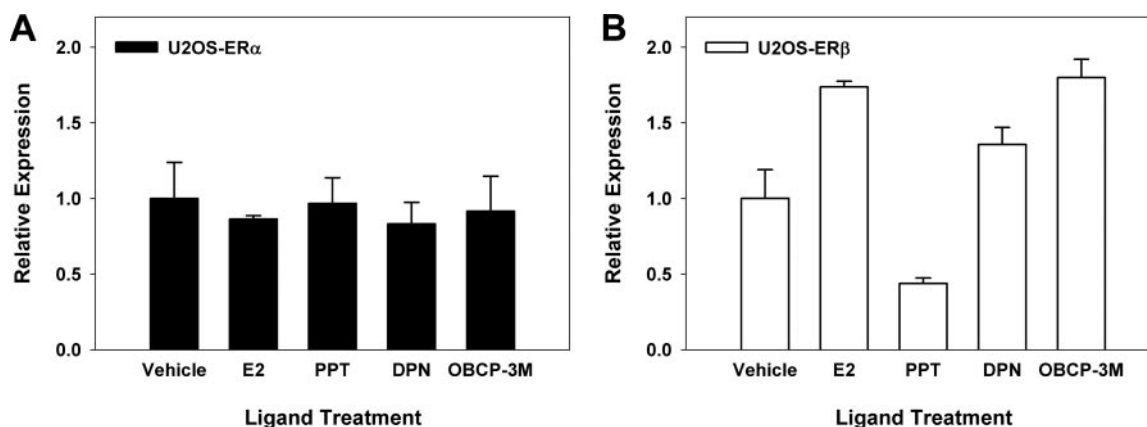 A
U2OS-ERα
Relative Expression
2.0
1.5
1.0
0.5
0.0
Vehicle E2 PPT DPN OBCP-3M
Ligand Treatment
B
U2OS-ERβ
Relative Expression
2.0
1.5
1.0
0.5
0.0
Vehicle E2 PPT DPN OBCP-3M
Ligand Treatment